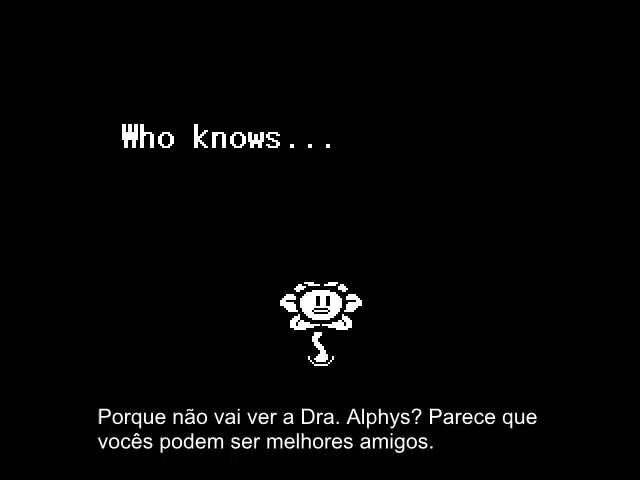 Who knows...
Porque não vai ver a Dra. Alphys? Parece que
vocês podem ser melhores amigos.